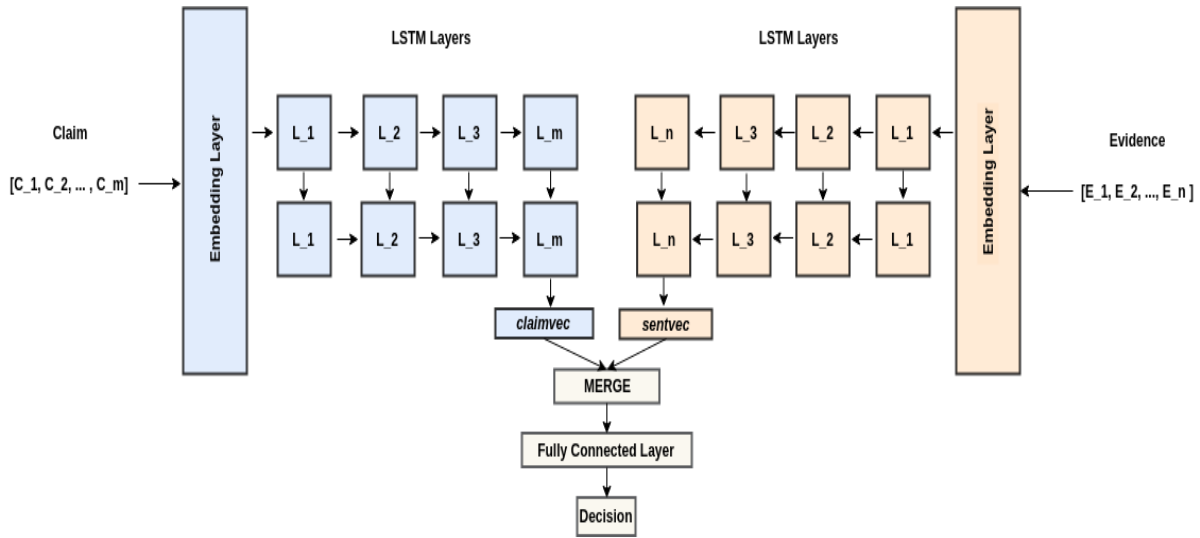 LSTM Layers
LSTM Layers
Embedding Layer
L_1 L_2 L_3 L_m
L_n L_3 L_2 L_1
Embedding Layer
Claim
Evidence
[C_1, C_2, ... , C_m]
[E_1, E_2, ..., E_n ]
L_1 L_2 L_3 L_m
L_n L_3 L_2 L_1
claimvec
sentvec
MERGE
Fully Connected Layer
Decision